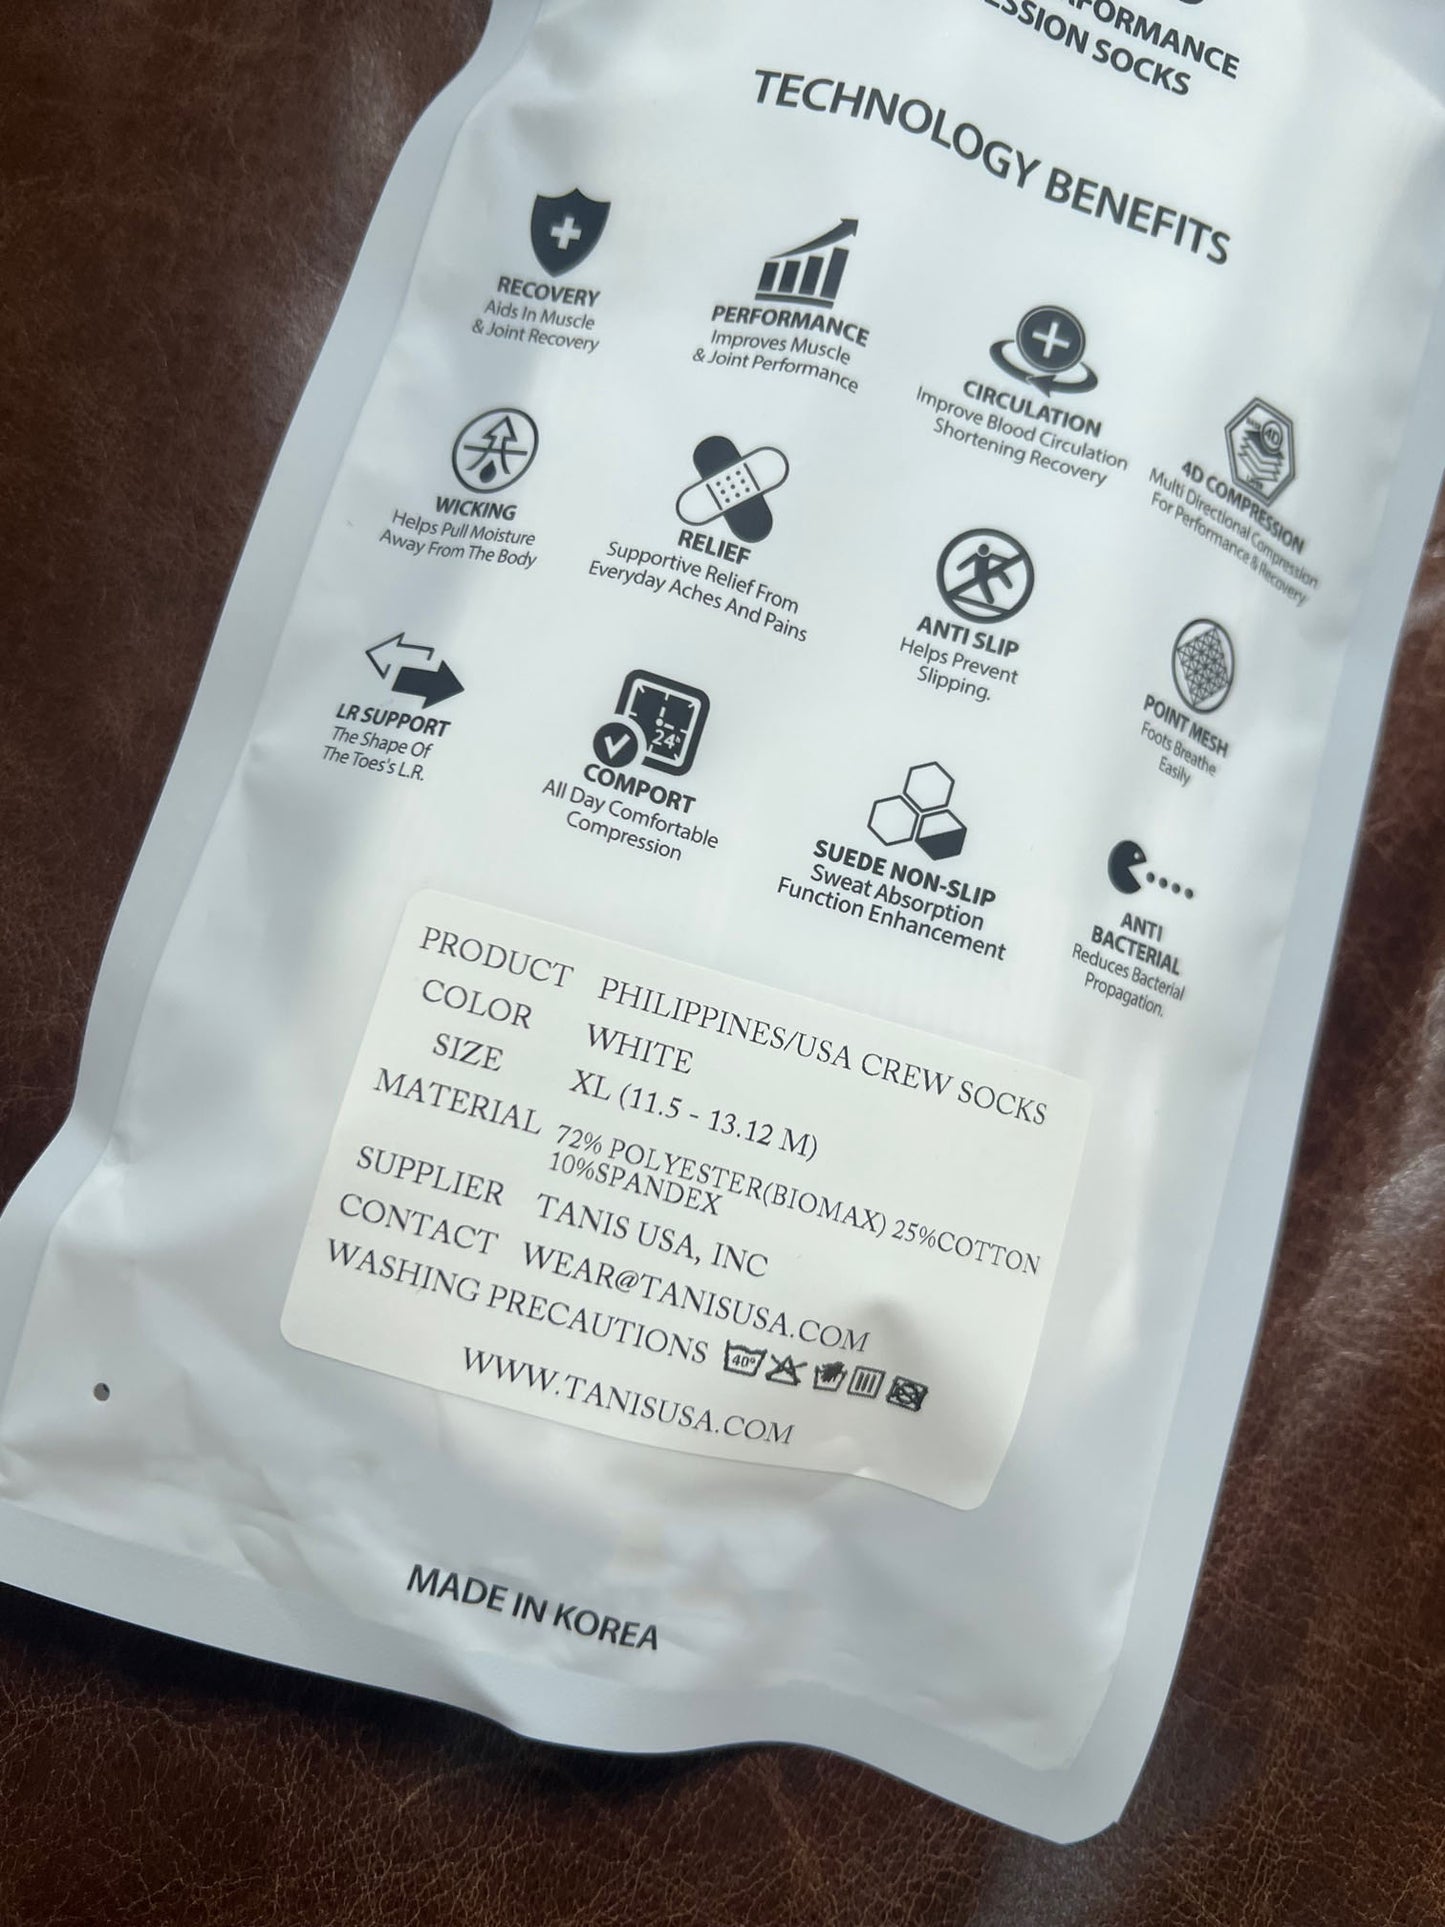 SOCKS
TECHNOLOGY BENEFITS
RECOVERY
Aids In Muscle
& Joint Recovery
PERFORMANCE
Improves Muscle
& Joint Performance
CIRCULATION
Improve Blood Circulation
Shortening Recovery
4D
4D COMPRESSION
Multi Directional Compression
For Performance & Recovery
WICKING
Helps Pull Moisture
Away From The Body
RELIEF
Supportive Relief From
Everyday Aches And Pains
ANTI SLIP
Helps Prevent
Slipping.
POINT MESH
Foots Breathe
Easily
LR SUPPORT
The Shape Of
The Toes's L.R.
24h
COMPORT
All Day Comfortable
Compression
SUEDE NON-SLIP
Sweat Absorption
Function Enhancement
ANTI
BACTERIAL
Reduces Bacterial
Propagation.
PRODUCT PHILIPPINES/USA CREW SOCKS
COLOR WHITE
SIZE XL (11.5 - 13.12 M)
MATERIAL 72% POLYESTER(BIOMAX) 25%COTTON
10%SPANDEX
SUPPLIER TANIS USA, INC
CONTACT WEAR@TANISUSA.COM
WASHING PRECAUTIONS 40°
WWW.TANISUSA.COM
MADE IN KOREA